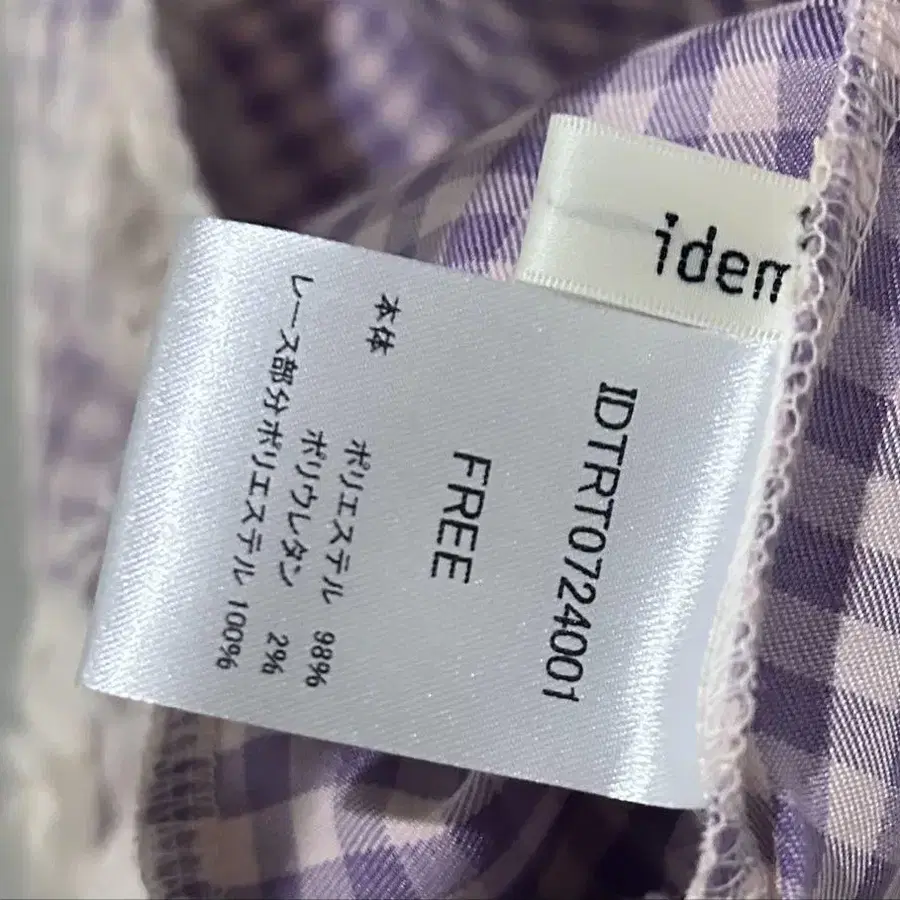 idem
IDTRT0724001
FREE
本体
ポリエステル 98%
ポリウレタン 2%
レース部分ポリエステル 100%